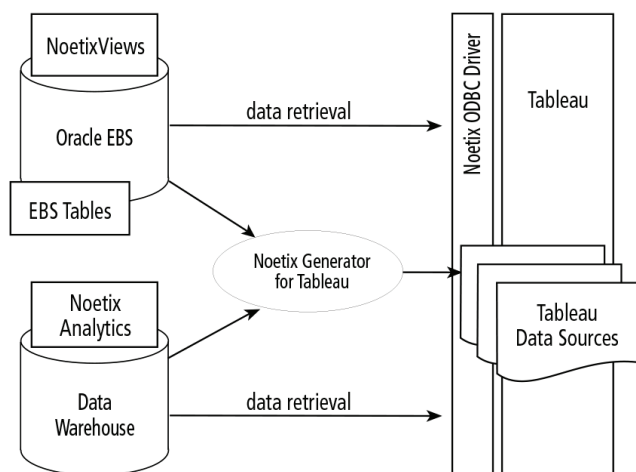 NoetixViews
Oracle EBS
EBS Tables
data retrieval
Noetix ODBC Driver
Tableau
Noetix Generator
for Tableau
Tableau
Data Sources
Noetix
Analytics
Data
Warehouse
data retrieval